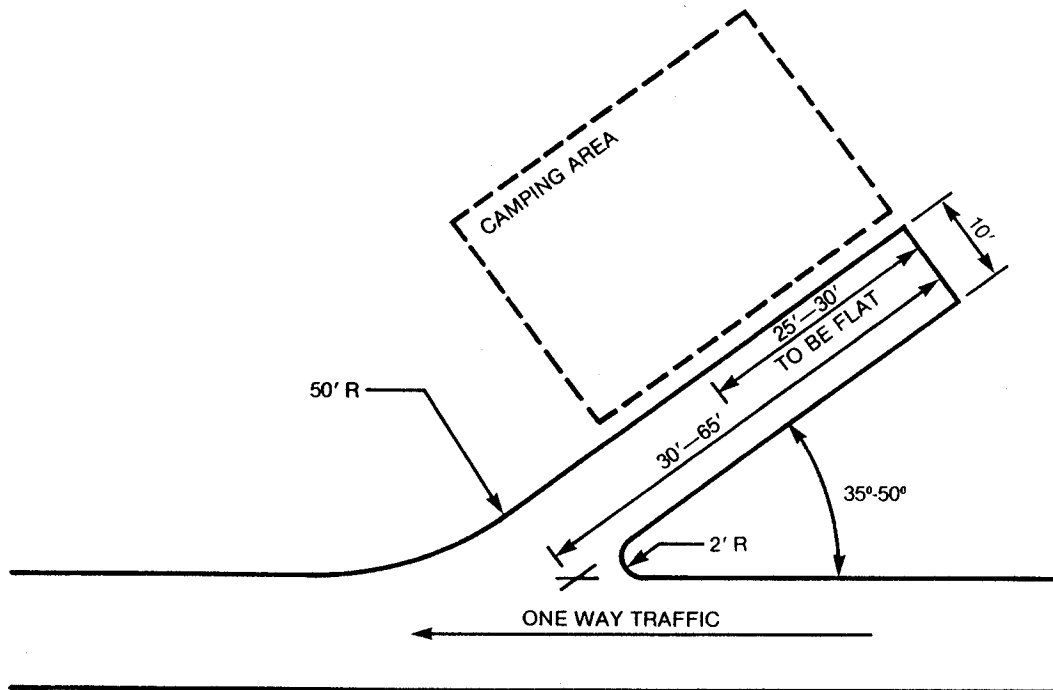 CAMPING AREA
10'
25'—30'
TO BE FLAT
50' R
30'—65'
35º-50º
2' R
ONE WAY TRAFFIC